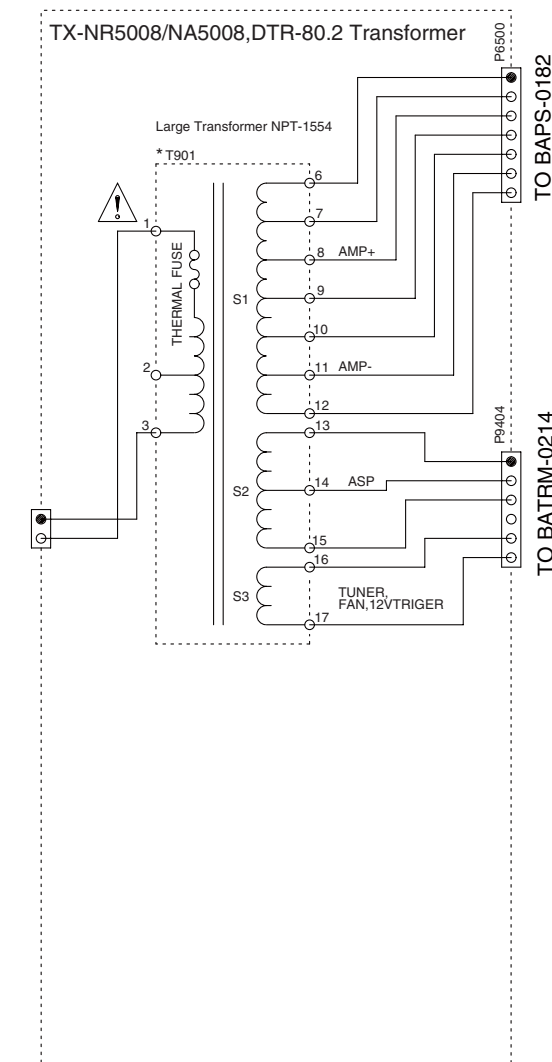 TX-NR5008/NA5008,DTR-80.2 Transformer
P6500
TO BAPS-0182
Large Transformer NPT-1554
* T901
!
1
THERMAL FUSE
2
3
S1
6
7
8 AMP+
9
10
11 AMP-
12
S2
13
14 ASP
15
S3
16
TUNER,
FAN,12VTRIGER
17
P9404
TO BATRM-0214